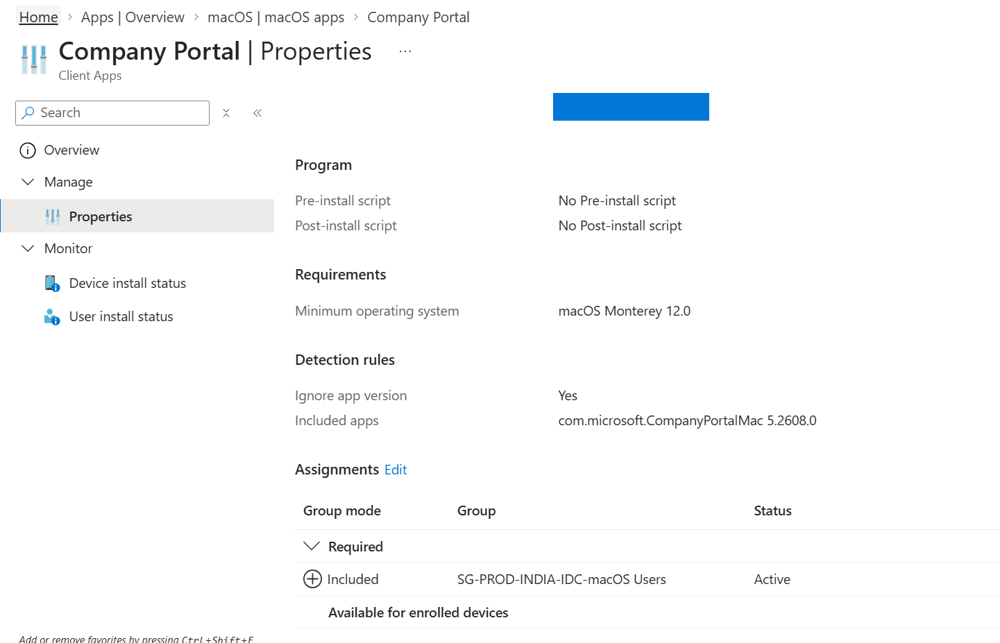 Home > Apps | Overview > macOS | macOS apps > Company Portal
Company Portal | Properties ...
Client Apps
Search
Overview
Manage
Properties
Monitor
Device install status
User install status
Program
Pre-install script No Pre-install script
Post-install script No Post-install script
Requirements
Minimum operating system macOS Monterey 12.0
Detection rules
Ignore app version Yes
Included apps com.microsoft.CompanyPortalMac 5.2608.0
Assignments Edit
Group mode Group Status
Required
Included SG-PROD-INDIA-IDC-macOS Users Active
Available for enrolled devices
Add or remove favorites by pressing Ctrl+Shift+F